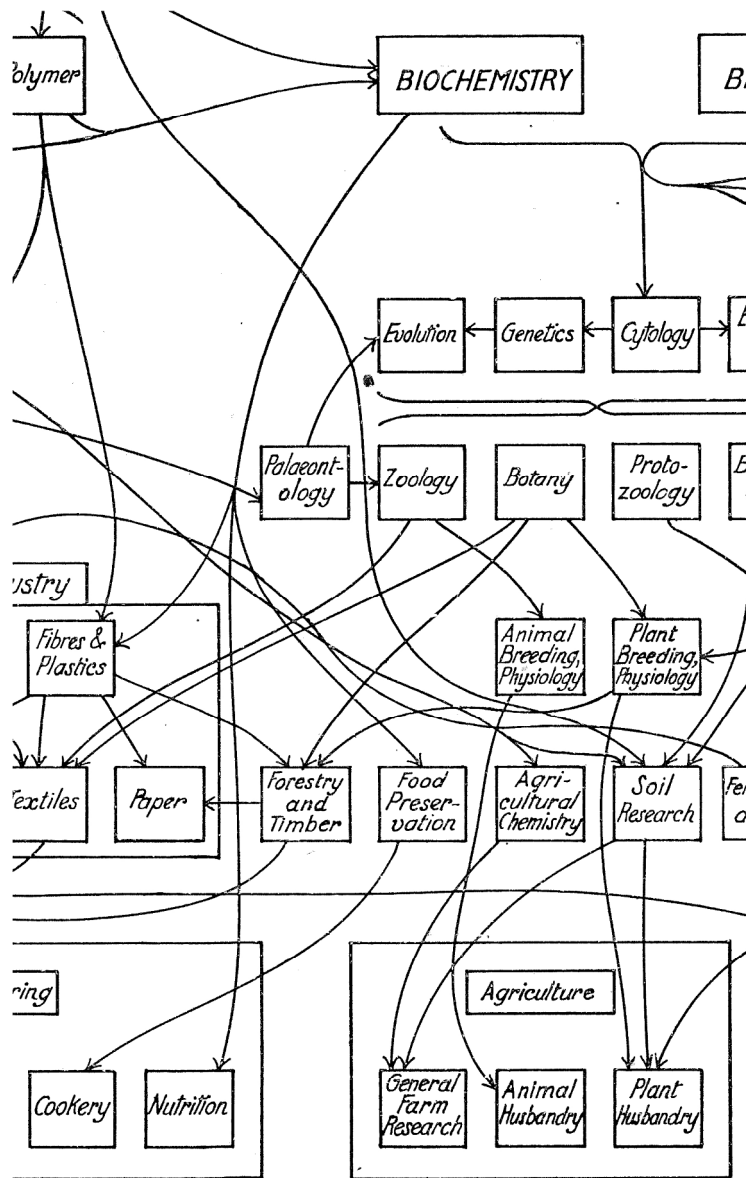 Polymer
BIOCHEMISTRY
Evolution
Genetics
Cytology
Palaeont-
ology
Zoology
Botany
Proto-
zoology
ustry
Fibres &
Plastics
Animal
Breeding,
Physiology
Plant
Breeding,
Physiology
Textiles
Paper
Forestry
and
Timber
Food
Preser-
vation
Agri-
cultural
Chemistry
Soil
Research
ring
Agriculture
Cookery
Nutrition
General
Farm
Research
Animal
Husbandry
Plant
Husbandry